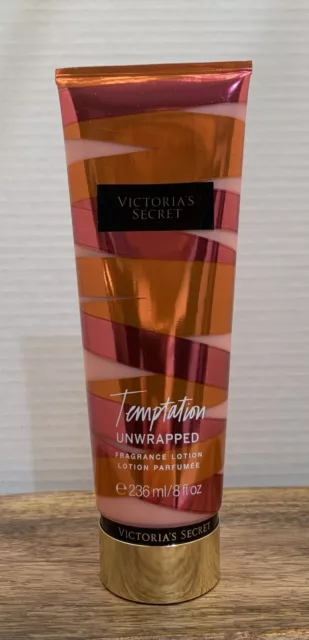 VICTORIA'S
SECRET
Temptation
UNWRAPPED
FRAGRANCE LOTION
LOTION PARFUMÉE
℮ 236 ml/8 fl oz
VICTORIA'S SECRET